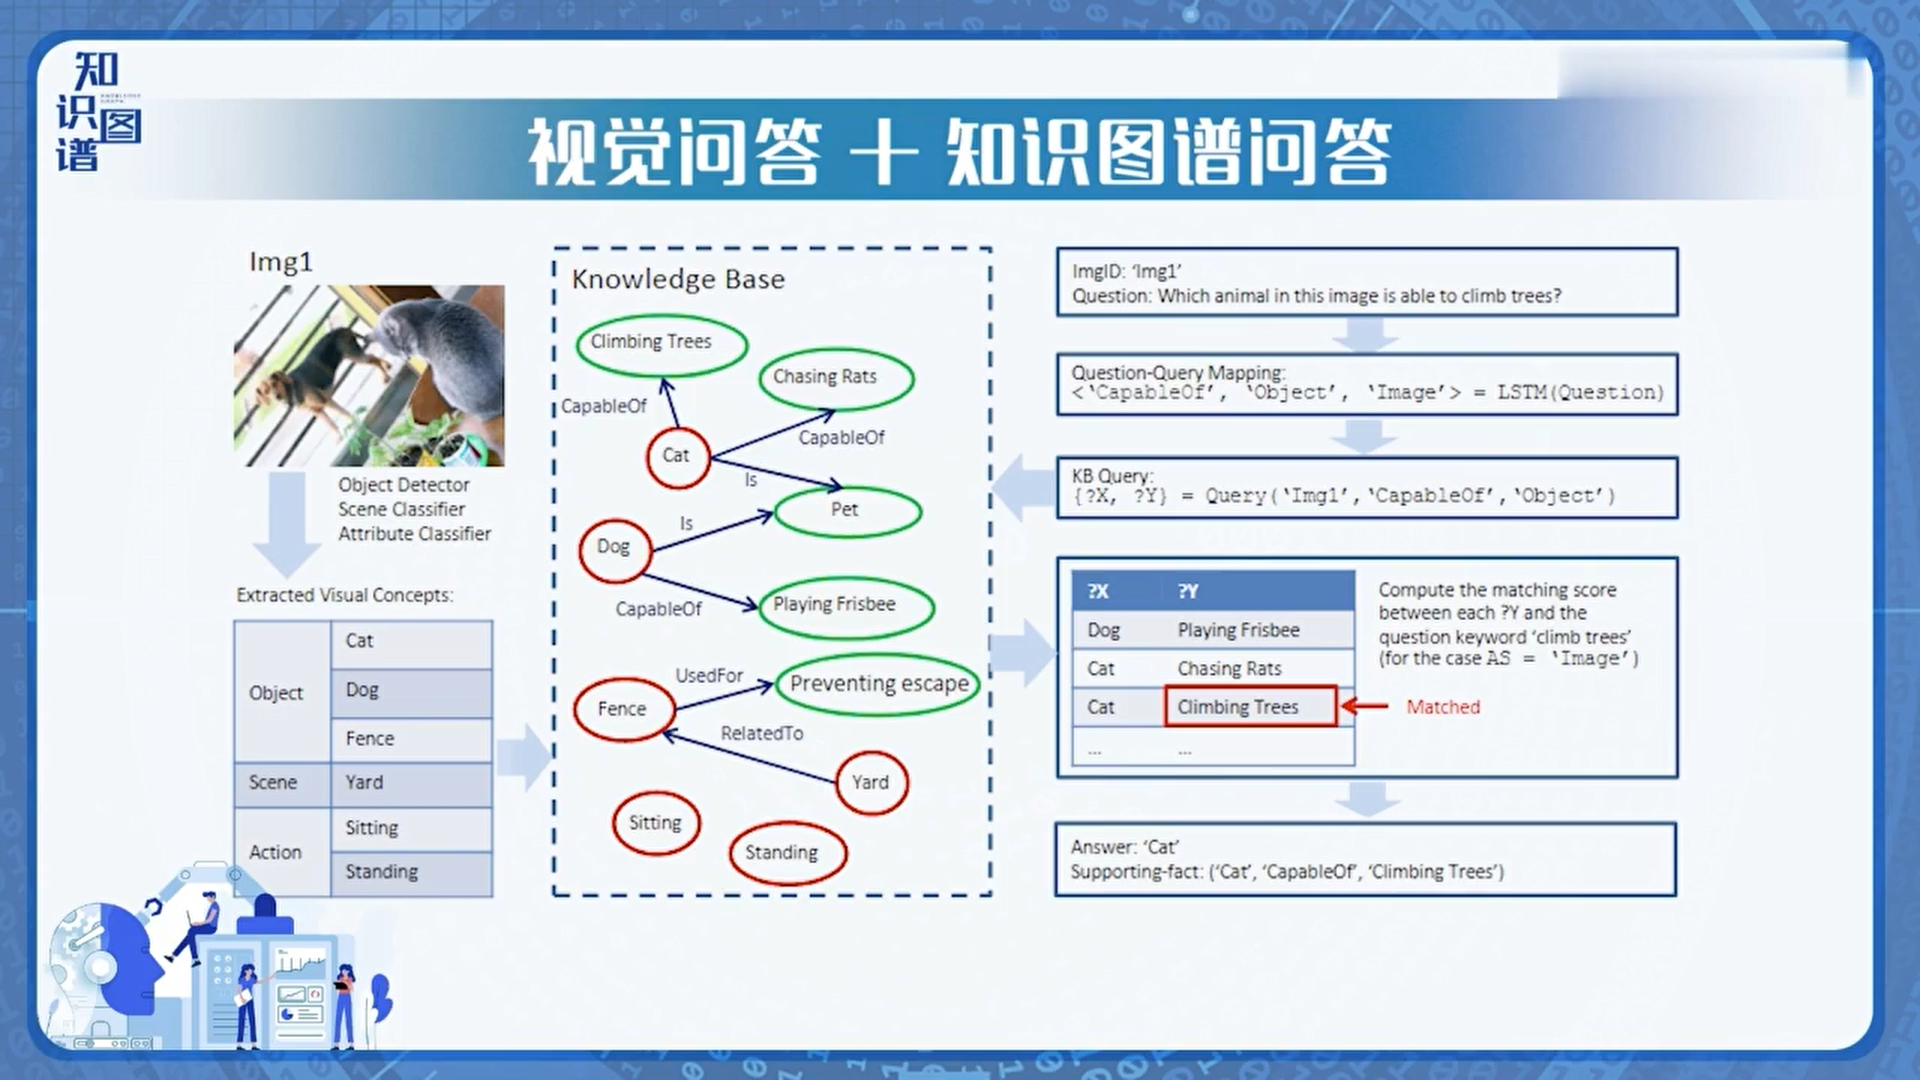 知
识图
谱
视觉问答 + 知识图谱问答
Img1
Object Detector
Scene Classifier
Attribute Classifier
Extracted Visual Concepts:
Object
Cat
Dog
Fence
Scene
Yard
Action
Sitting
Standing
Knowledge Base
Climbing Trees
Chasing Rats
CapableOf
CapableOf
Cat
Is
Pet
Is
Dog
CapableOf
Playing Frisbee
UsedFor
Preventing escape
Fence
RelatedTo
Yard
Sitting
Standing
ImgID: ‘Img1’
Question: Which animal in this image is able to climb trees?
Question-Query Mapping:
<‘CapableOf’, ‘Object’, ‘Image’> = LSTM(Question)
KB Query:
{?X, ?Y} = Query(‘Img1’,‘CapableOf’,‘Object’)
?X ?Y
Dog Playing Frisbee
Cat Chasing Rats
Cat Climbing Trees
... ...
Compute the matching score
between each ?Y and the
question keyword ‘climb trees’
(for the case AS = ‘Image’)
Matched
Answer: ‘Cat’
Supporting-fact: (‘Cat’, ‘CapableOf’, ‘Climbing Trees’)